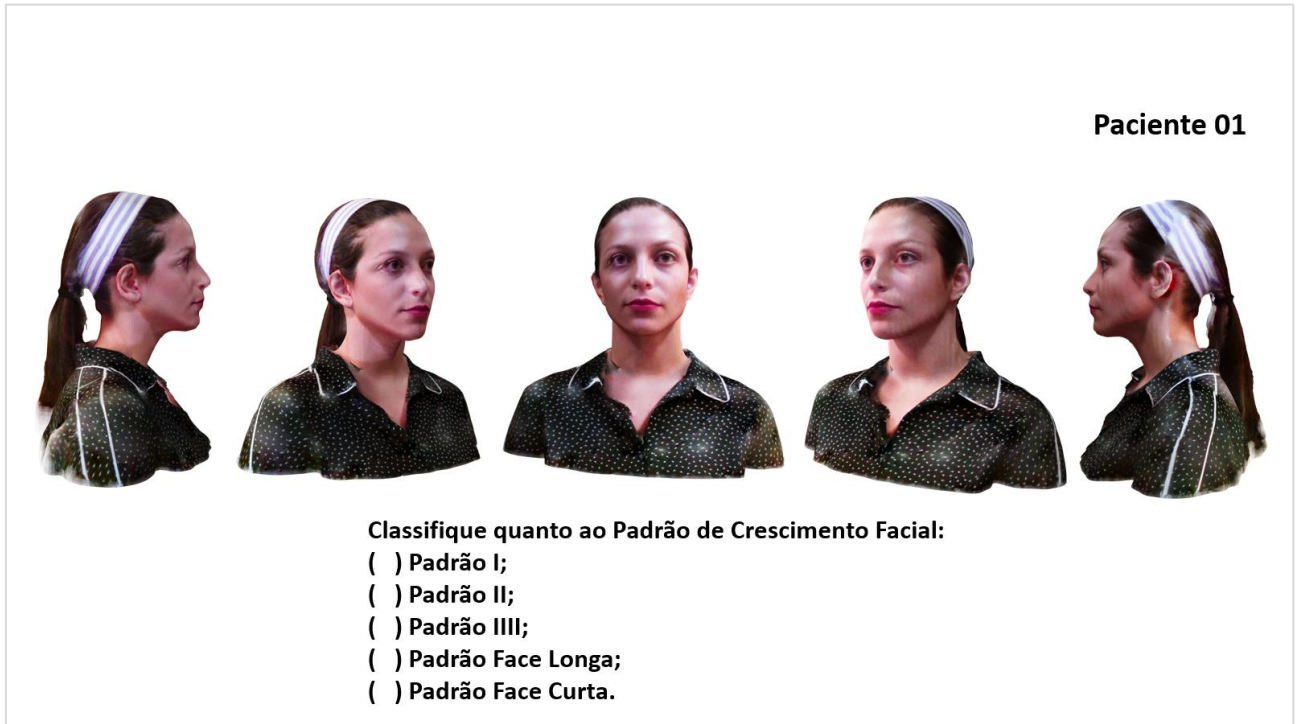 Paciente 01
Classifique quanto ao Padrão de Crescimento Facial:
(   ) Padrão I;
(   ) Padrão II;
(   ) Padrão IIII;
(   ) Padrão Face Longa;
(   ) Padrão Face Curta.